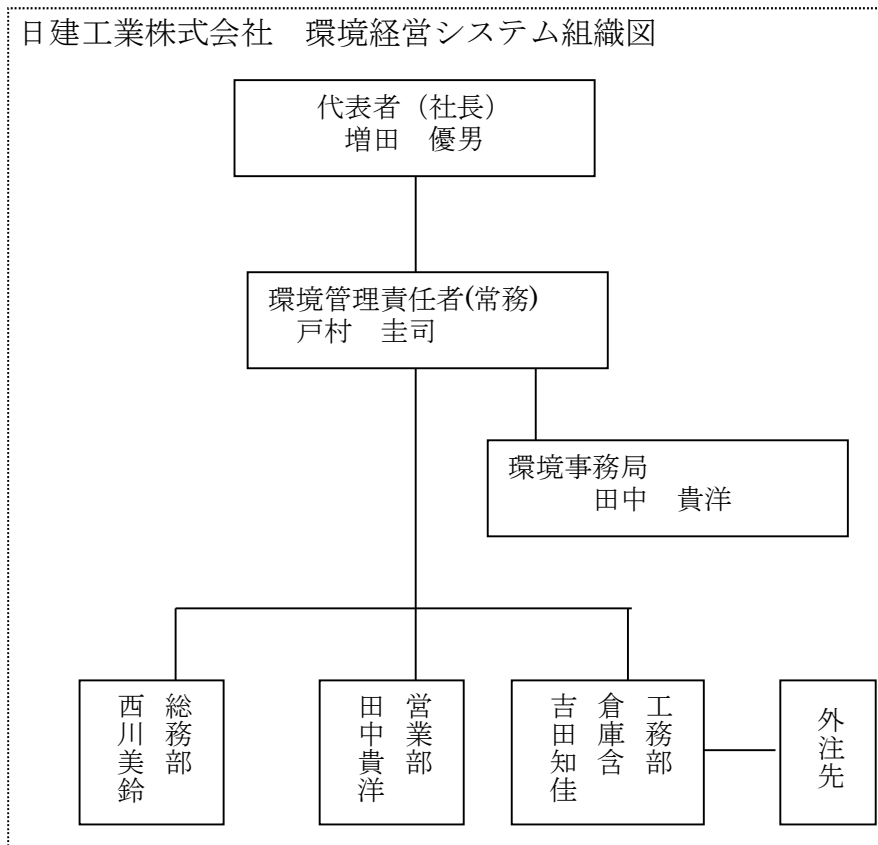 日建工業株式会社　環境経営システム組織図
代表者（社長）
増田　優男
環境管理責任者(常務)
戸村　圭司
環境事務局
田中　貴洋
総務部
西川美鈴
営業部
田中貴洋
工務部
倉庫含
吉田知佳
外注先